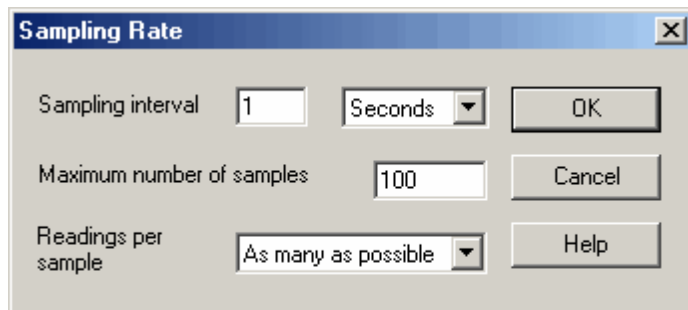 Sampling Rate
Sampling interval 1 Seconds OK
Maximum number of samples 100 Cancel
Readings per
sample As many as possible Help